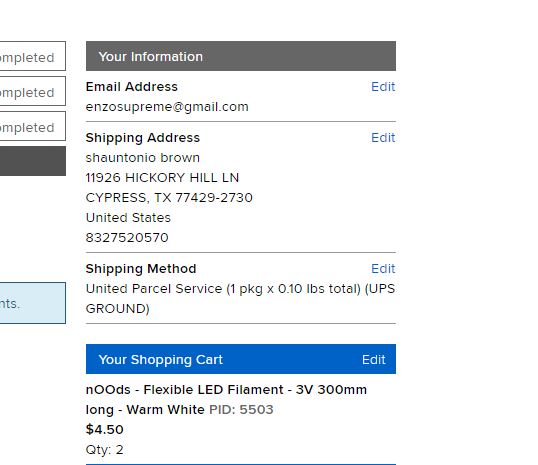 ompleted
ompleted
ompleted
nts.
Your Information
Email Address Edit
enzosupreme@gmail.com
Shipping Address Edit
shauntonio brown
11926 HICKORY HILL LN
CYPRESS, TX 77429-2730
United States
8327520570
Shipping Method Edit
United Parcel Service (1 pkg x 0.10 lbs total) (UPS
GROUND)
Your Shopping Cart Edit
nOOds - Flexible LED Filament - 3V 300mm
long - Warm White PID: 5503
$4.50
Qty: 2